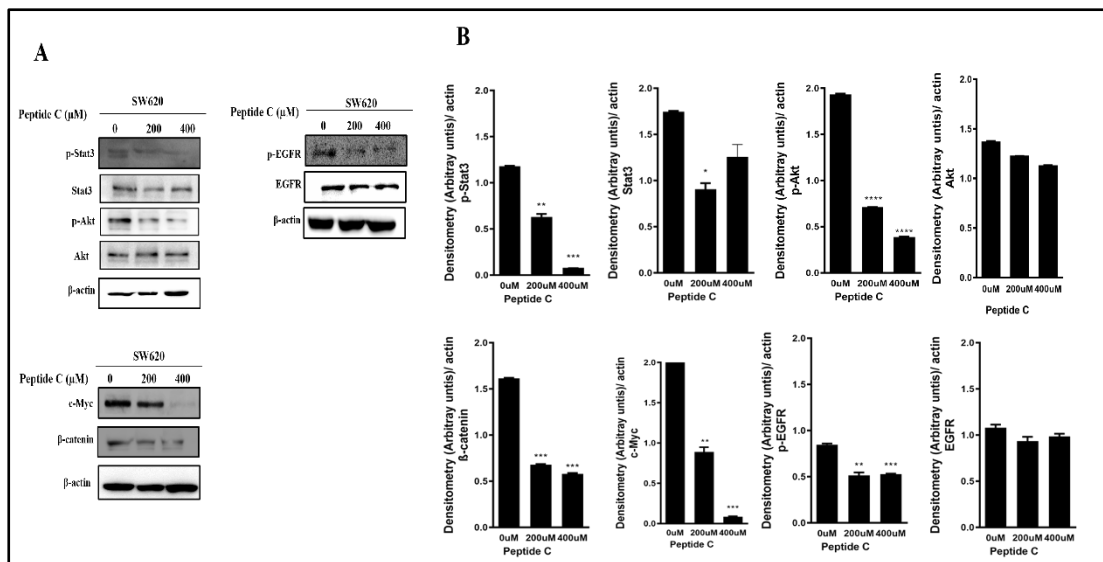 A
SW620
Peptide C (µM)
0 200 400
p-Stat3
Stat3
p-Akt
Akt
β-actin
SW620
Peptide C (µM)
0 200 400
p-EGFR
EGFR
β-actin
SW620
Peptide C (µM)
0 200 400
c-Myc
β-catenin
β-actin
B
Densitometry (Arbitray untis)/ actin
p-Stat3
2.0
1.5
1.0
0.5
0.0
**
***
0uM 200uM 400uM
Peptide C
Densitometry (Arbitray untis)/ actin
Stat3
2.0
1.5
1.0
0.5
0.0
*
0uM 200uM 400uM
Peptide C
Densitometry (Arbitray untis)/ actin
p-Akt
2.0
1.5
1.0
0.5
0.0
****
****
0uM 200uM 400uM
Peptide C
Densitometry (Arbitray untis)/ actin
Akt
2.0
1.5
1.0
0.5
0.0
0uM 200uM 400uM
Peptide C
Densitometry (Arbitray untis)/ actin
ß-catenin
2.0
1.5
1.0
0.5
0.0
***
***
0uM 200uM 400uM
Peptide C
Densitometry (Arbitray untis)/ actin
c-Myc
2.0
1.5
1.0
0.5
0.0
**
***
0uM 200uM 400uM
Peptide C
Densitometry (Arbitray untis)/ actin
p-EGFR
2.0
1.5
1.0
0.5
0.0
**
***
0uM 200uM 400uM
Peptide C
Densitometry (Arbitray untis)/ actin
EGFR
2.0
1.5
1.0
0.5
0.0
0uM 200uM 400uM
Peptide C